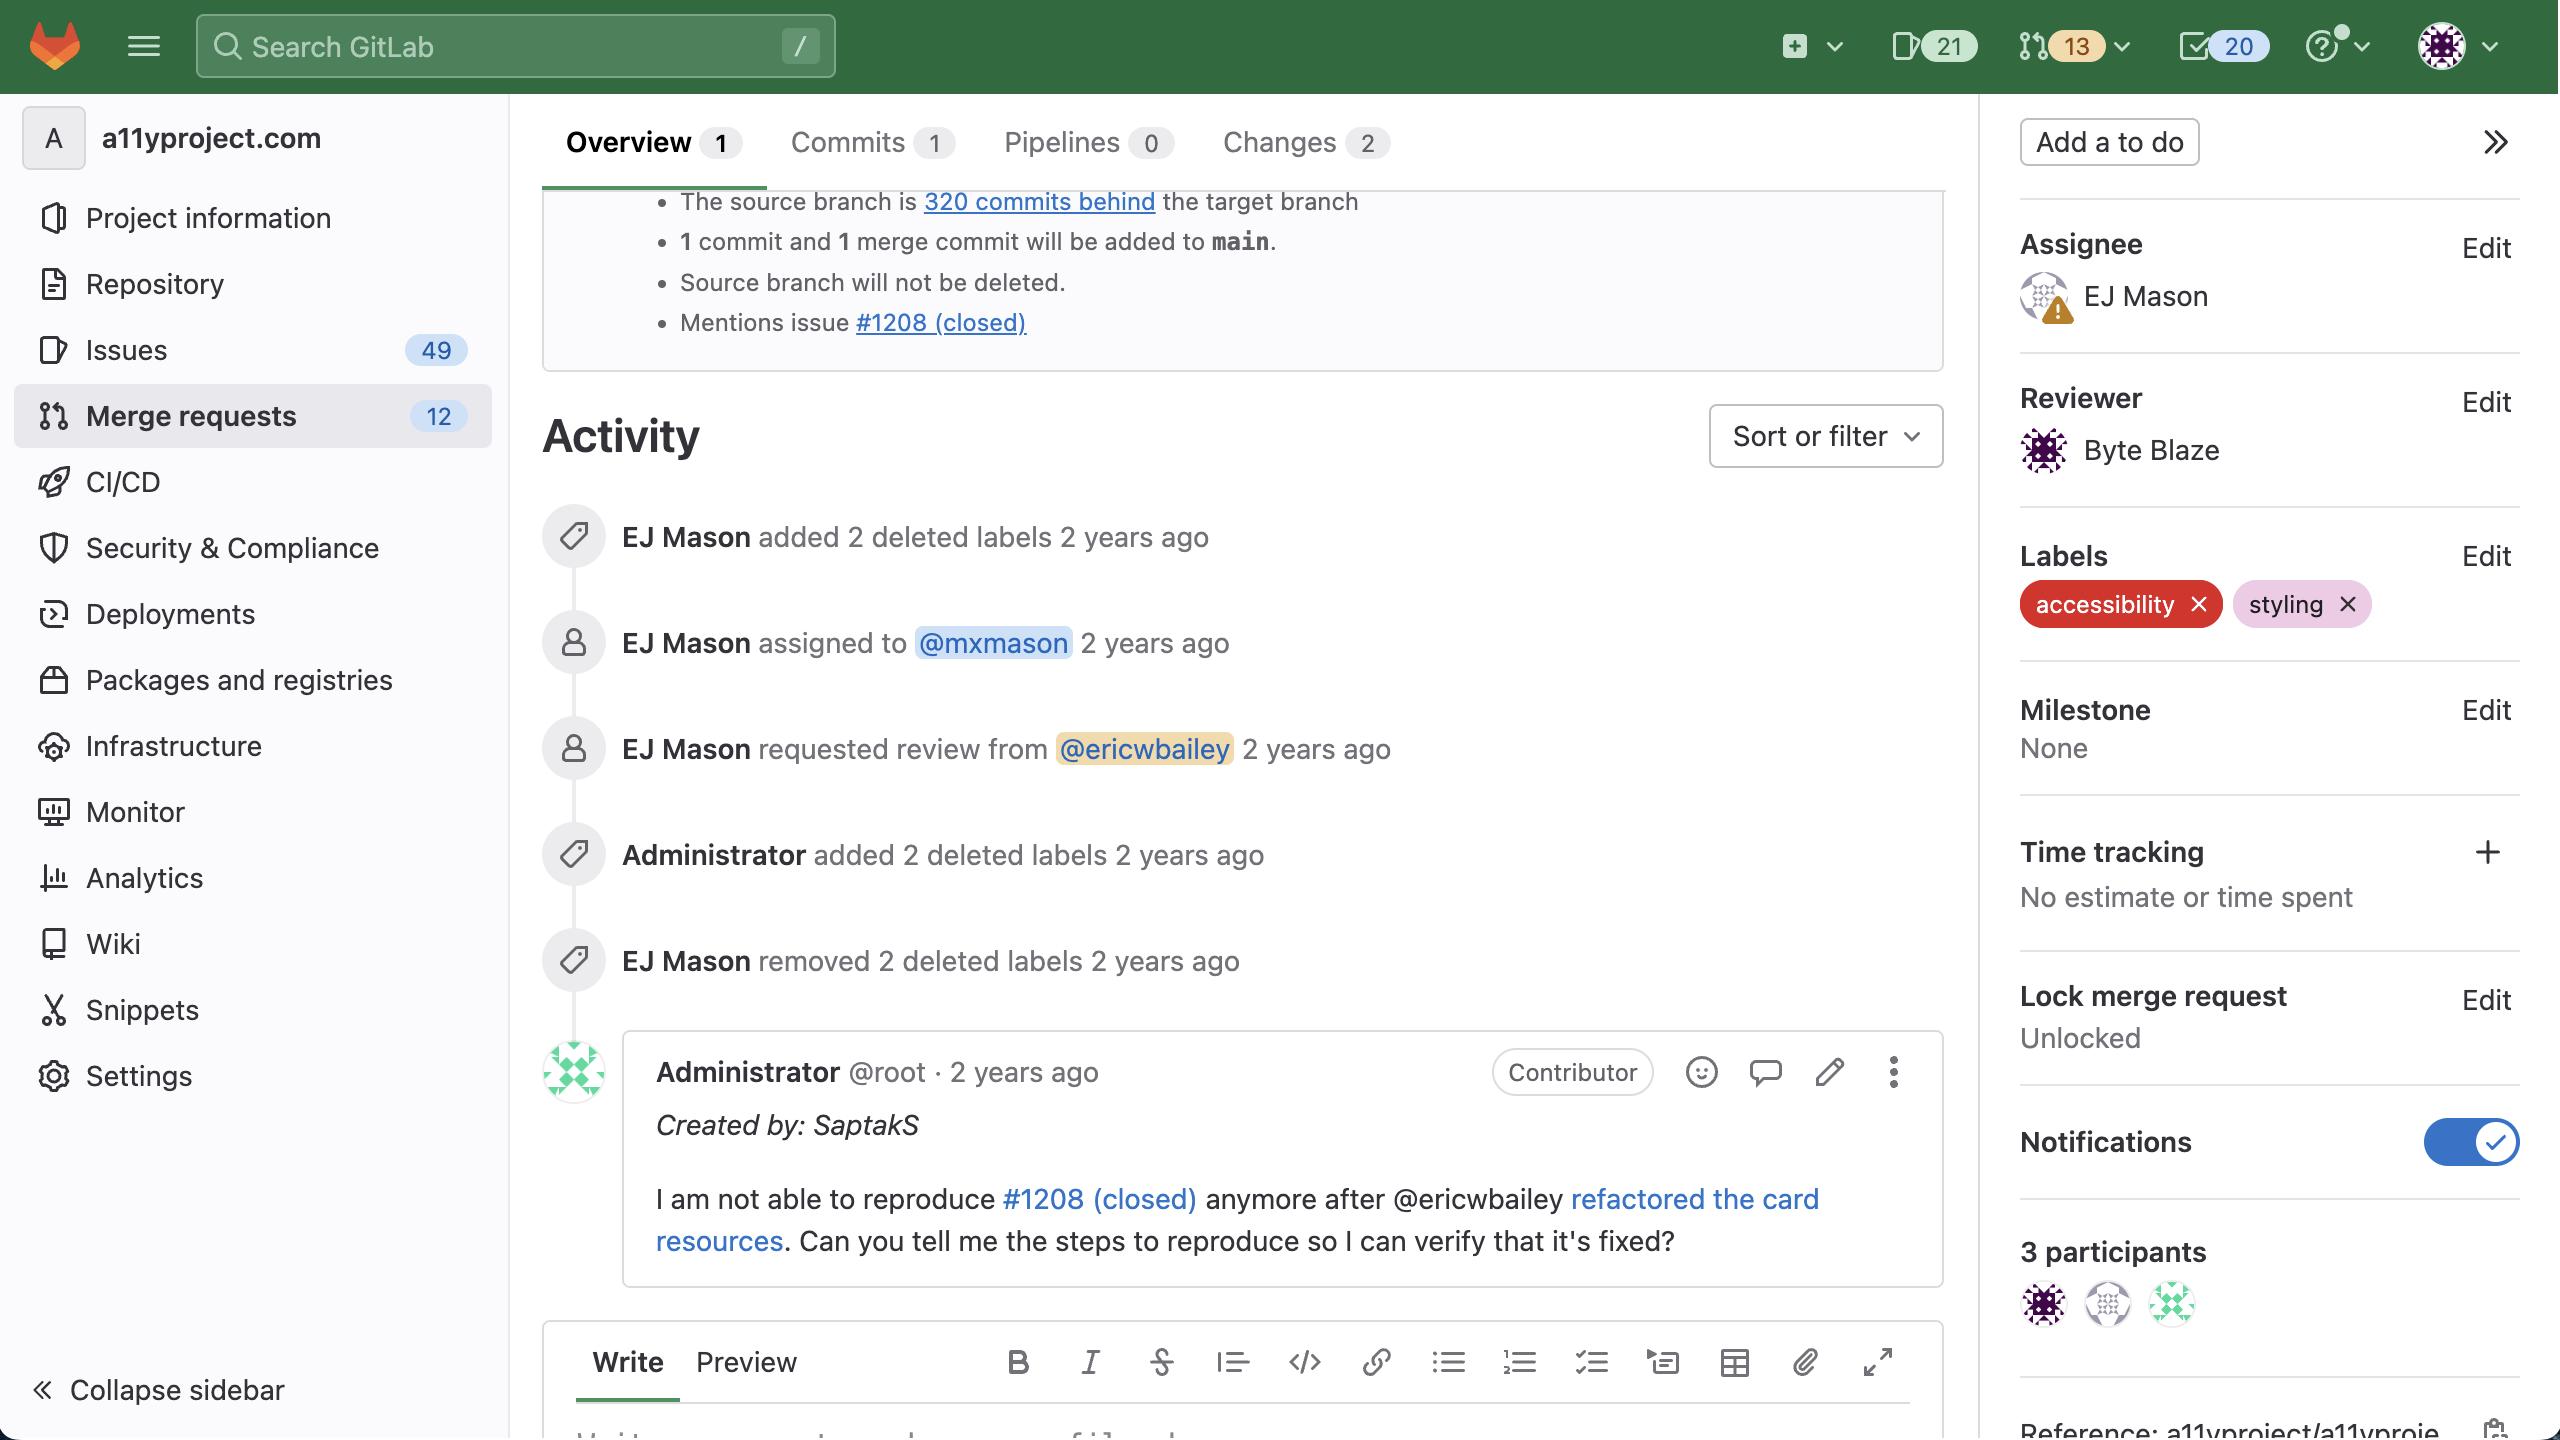 Search GitLab
/
21
13
20
A
a11yproject.com
Project information
Repository
Issues
49
Merge requests
12
CI/CD
Security & Compliance
Deployments
Packages and registries
Infrastructure
Monitor
Analytics
Wiki
Snippets
Settings
Collapse sidebar
Overview 1
Commits 1
Pipelines 0
Changes 2
The source branch is 320 commits behind the target branch
1 commit and 1 merge commit will be added to main.
Source branch will not be deleted.
Mentions issue #1208 (closed)
Activity
Sort or filter
EJ Mason added 2 deleted labels 2 years ago
EJ Mason assigned to @mxmason 2 years ago
EJ Mason requested review from @ericwbailey 2 years ago
Administrator added 2 deleted labels 2 years ago
EJ Mason removed 2 deleted labels 2 years ago
Administrator @root · 2 years ago
Contributor
Created by: SaptakS
I am not able to reproduce #1208 (closed) anymore after @ericwbailey refactored the card
resources. Can you tell me the steps to reproduce so I can verify that it's fixed?
Write
Preview
Add a to do
Assignee
Edit
EJ Mason
Reviewer
Edit
Byte Blaze
Labels
Edit
accessibility
styling
Milestone
Edit
None
Time tracking
No estimate or time spent
Lock merge request
Edit
Unlocked
Notifications
3 participants
Reference: a11yproject/a11yproje